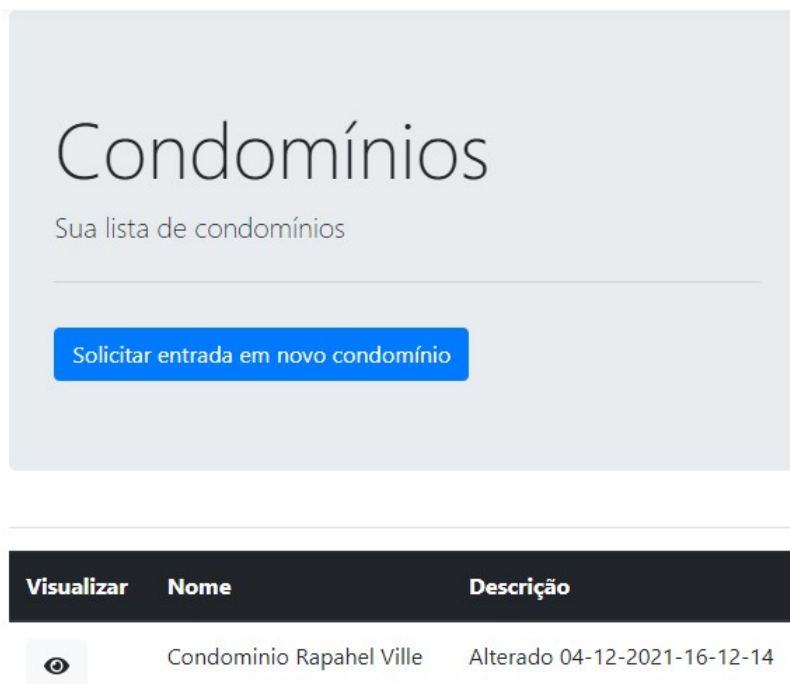 Condomínios
Sua lista de condomínios
Solicitar entrada em novo condomínio
Visualizar Nome Descrição
Condominio Rapahel Ville Alterado 04-12-2021-16-12-14